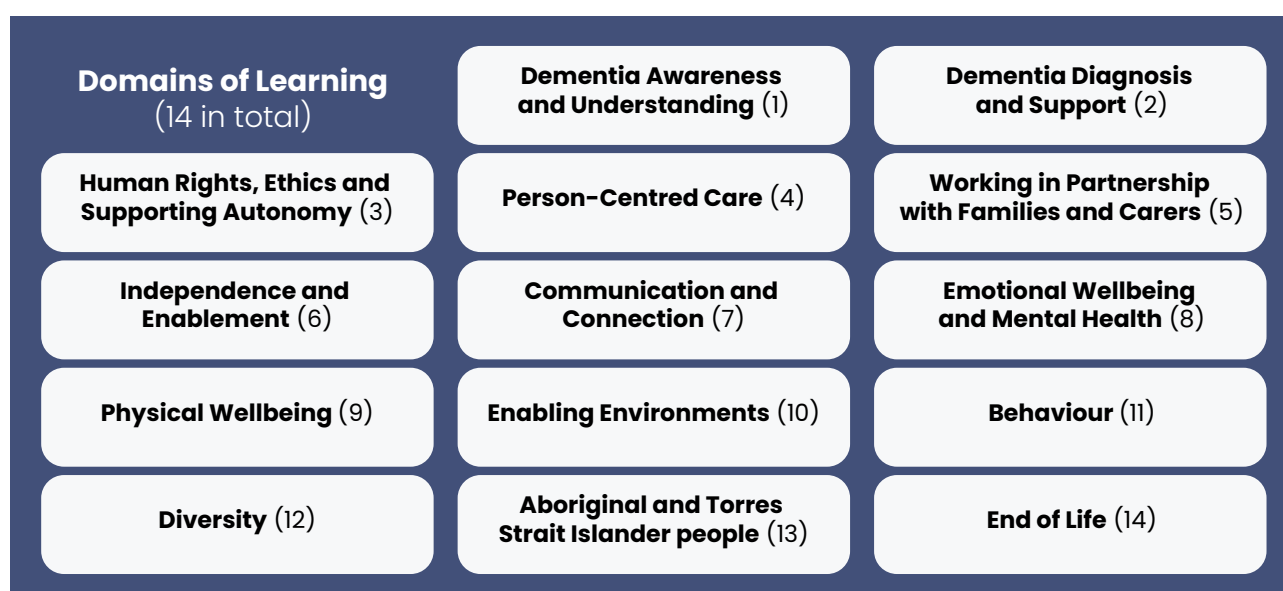 Domains of Learning
(14 in total)
Dementia Awareness
and Understanding (1)
Dementia Diagnosis
and Support (2)
Human Rights, Ethics and
Supporting Autonomy (3)
Person-Centred Care (4)
Working in Partnership
with Families and Carers (5)
Independence and
Enablement (6)
Communication and
Connection (7)
Emotional Wellbeing
and Mental Health (8)
Physical Wellbeing (9)
Enabling Environments (10)
Behaviour (11)
Diversity (12)
Aboriginal and Torres
Strait Islander people (13)
End of Life (14)